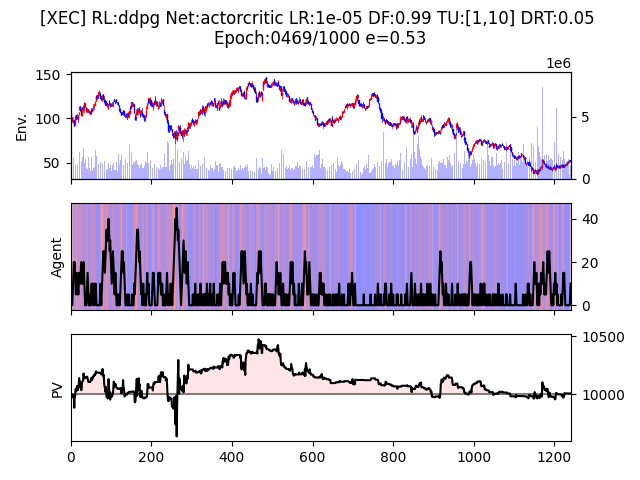 [XEC] RL:ddpg Net:actorcritic LR:1e-05 DF:0.99 TU:[1,10] DRT:0.05
Epoch:0469/1000 e=0.53
1e6
150
100
50
Env.
5
0
Agent
40
20
0
PV
10500
10000
0
200
400
600
800
1000
1200